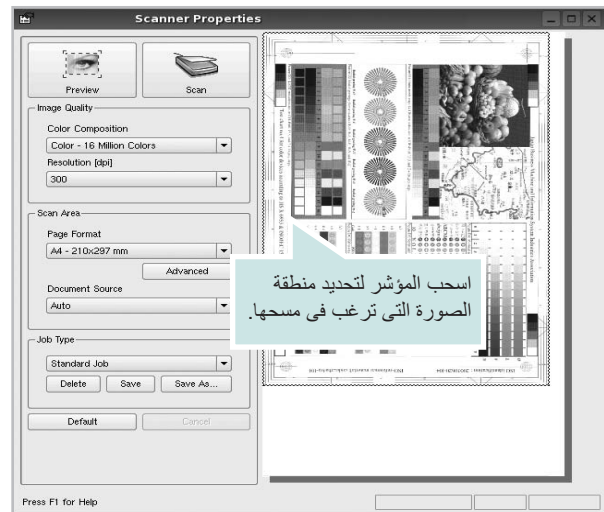 Scanner Properties
Preview
Scan
Image Quality
Color Composition
Color - 16 Million Colors
Resolution [dpi]
300
Scan Area
Page Format
A4 - 210x297 mm
Advanced
Document Source
Auto
Job Type
Standard Job
Delete
Save
Save As...
Default
Cancel
اسحب المؤشر لتحديد منطقة
الصورة التى ترغب فى مسحها.
Press F1 for Help